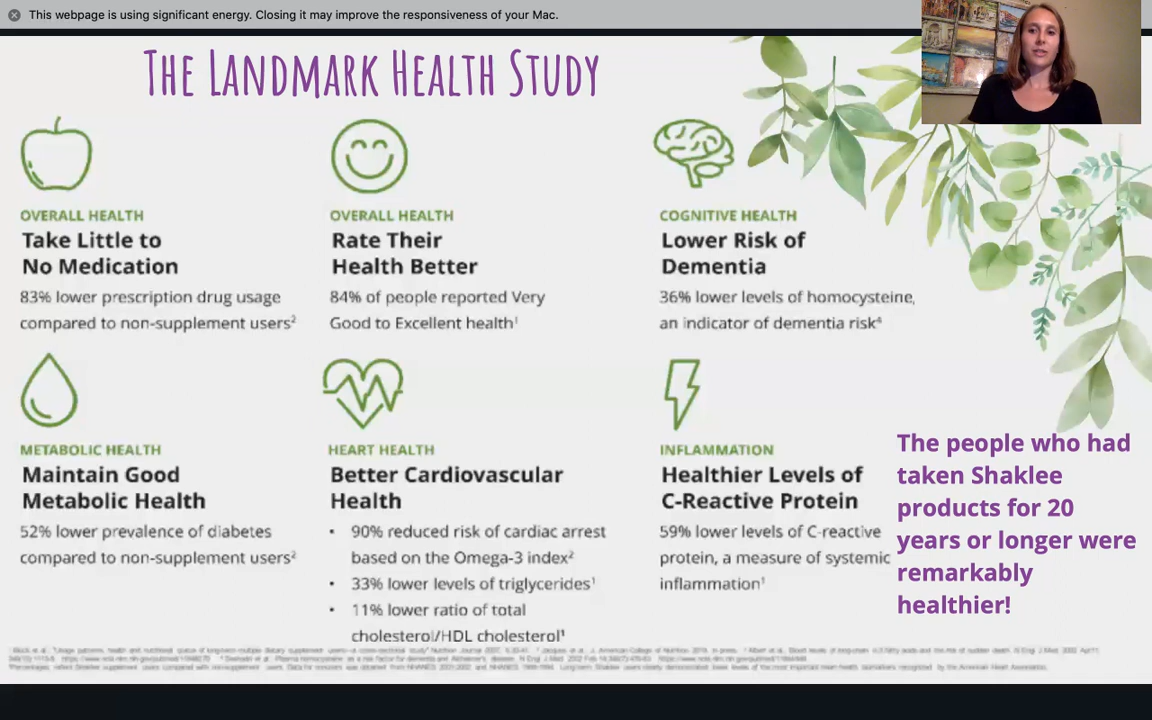 This webpage is using significant energy. Closing it may improve the responsiveness of your Mac.
The Landmark Health Study
OVERALL HEALTH
Take Little to
No Medication
83% lower prescription drug usage
compared to non-supplement users²
OVERALL HEALTH
Rate Their
Health Better
84% of people reported Very
Good to Excellent health¹
COGNITIVE HEALTH
Lower Risk of
Dementia
36% lower levels of homocysteine,
an indicator of dementia risk⁴
METABOLIC HEALTH
Maintain Good
Metabolic Health
52% lower prevalence of diabetes
compared to non-supplement users²
HEART HEALTH
Better Cardiovascular
Health
• 90% reduced risk of cardiac arrest
based on the Omega-3 index²
• 33% lower levels of triglycerides¹
• 11% lower ratio of total
cholesterol/HDL cholesterol¹
INFLAMMATION
Healthier Levels of
C-Reactive Protein
59% lower levels of C-reactive
protein, a measure of systemic
inflammation¹
The people who had
taken Shaklee
products for 20
years or longer were
remarkably
healthier!